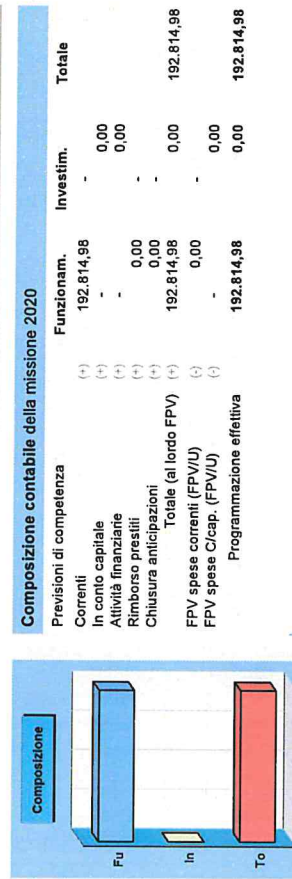 Composizione contabile della missione 2020
Previsioni di competenza Funzionam. Investim. Totale
Correnti (+) 192.814,98 -
In conto capitale (+) - 0,00
Attività finanziarie (+) - 0,00
Rimborso prestiti (+) 0,00 -
Chiusura anticipazioni (+) 0,00 -
Totale (al lordo FPV) (+) 192.814,98 0,00 192.814,98
FPV spese correnti (FPV/U) (-) 0,00 -
FPV spese C/cap. (FPV/U) (-) - 0,00
Programmazione effettiva 192.814,98 0,00 192.814,98
Composizione
Fu
In
To